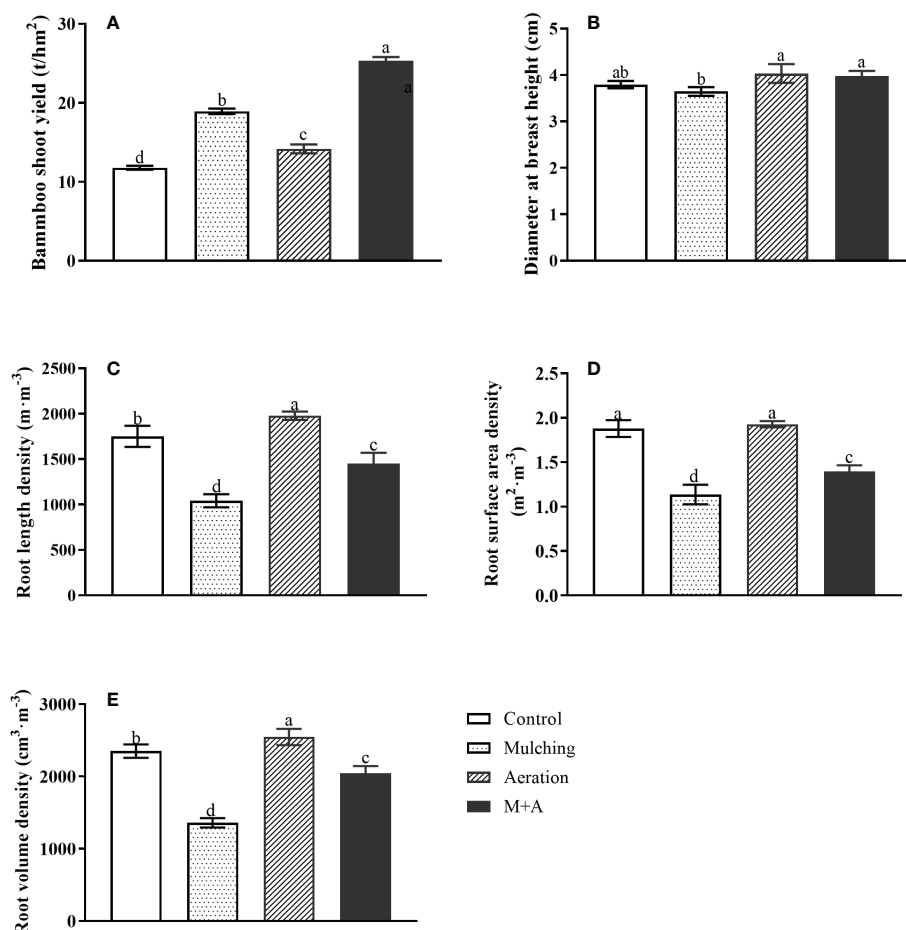 A
Bammboo shoot yield (t/hm²)
30
20
10
0
d
b
c
a
a
B
Diameter at breast height (cm)
5
4
3
2
1
0
ab
b
a
a
C
Root length density (m·m⁻³)
2500
2000
1500
1000
500
0
b
d
a
c
D
Root surface area density
(m²·m⁻³)
2.5
2.0
1.5
1.0
0.5
0.0
a
d
a
c
E
Root volume density (cm³·m⁻³)
3000
2000
1000
0
b
d
a
c
Control
Mulching
Aeration
M+A